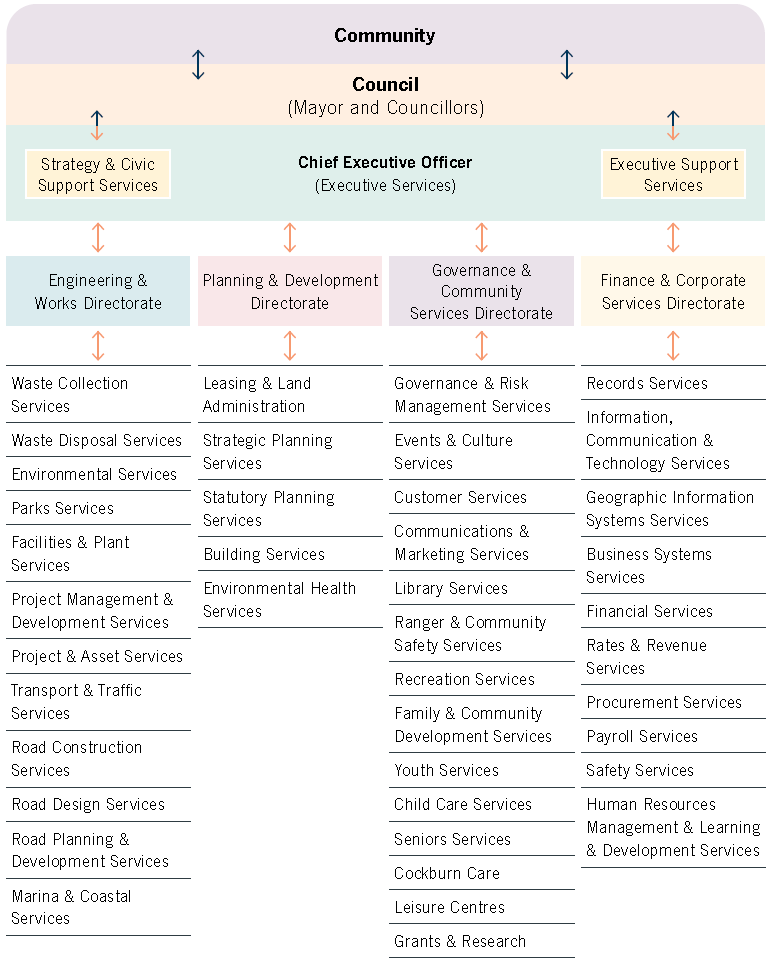 Community
Council
(Mayor and Councillors)
Strategy & Civic
Support Services
Chief Executive Officer
(Executive Services)
Executive Support
Services
Engineering &
Works Directorate
Planning & Development
Directorate
Governance &
Community
Services Directorate
Finance & Corporate
Services Directorate
Waste Collection
Services
Waste Disposal Services
Environmental Services
Parks Services
Facilities & Plant
Services
Project Management &
Development Services
Project & Asset Services
Transport & Traffic
Services
Road Construction
Services
Road Design Services
Road Planning &
Development Services
Marina & Coastal
Services
Leasing & Land
Administration
Strategic Planning
Services
Statutory Planning
Services
Building Services
Environmental Health
Services
Governance & Risk
Management Services
Events & Culture
Services
Customer Services
Communications &
Marketing Services
Library Services
Ranger & Community
Safety Services
Recreation Services
Family & Community
Development Services
Youth Services
Child Care Services
Seniors Services
Cockburn Care
Leisure Centres
Grants & Research
Records Services
Information,
Communication &
Technology Services
Geographic Information
Systems Services
Business Systems
Services
Financial Services
Rates & Revenue
Services
Procurement Services
Payroll Services
Safety Services
Human Resources
Management & Learning
& Development Services